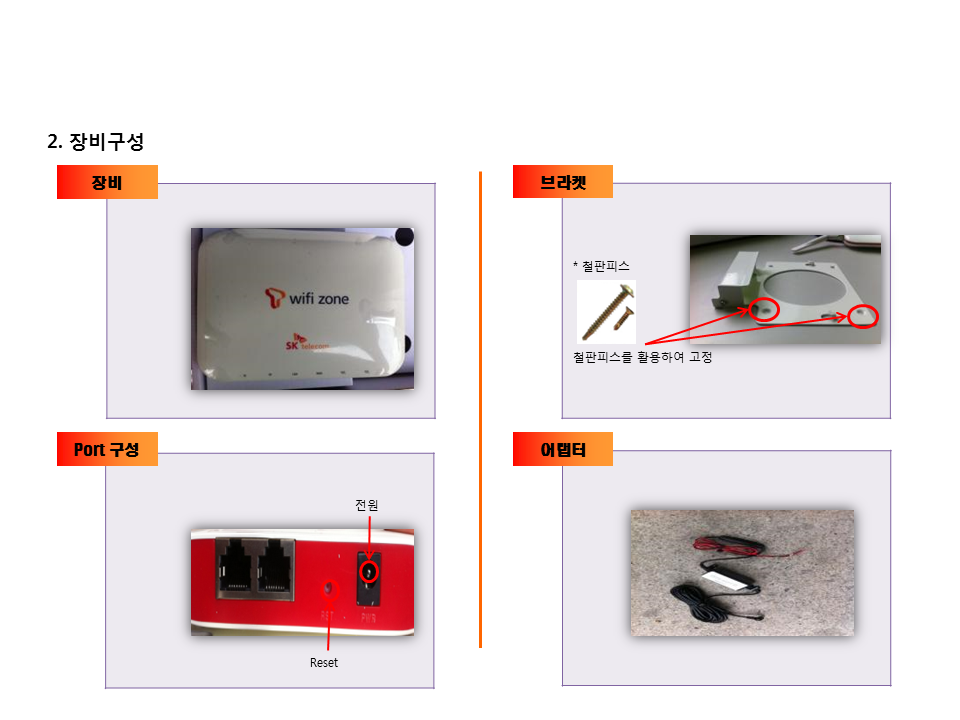 2. 장비구성
장비
wifi zone
SK telecom
브라켓
* 철판피스
철판피스를 활용하여 고정
Port 구성
전원
RST
PWR
Reset
어댑터